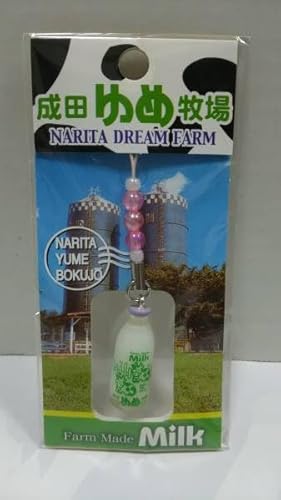 成田ゆめ牧場
NARITA DREAM FARM
NARITA
YUME
BOKUJO
Milk
Farm Made Milk